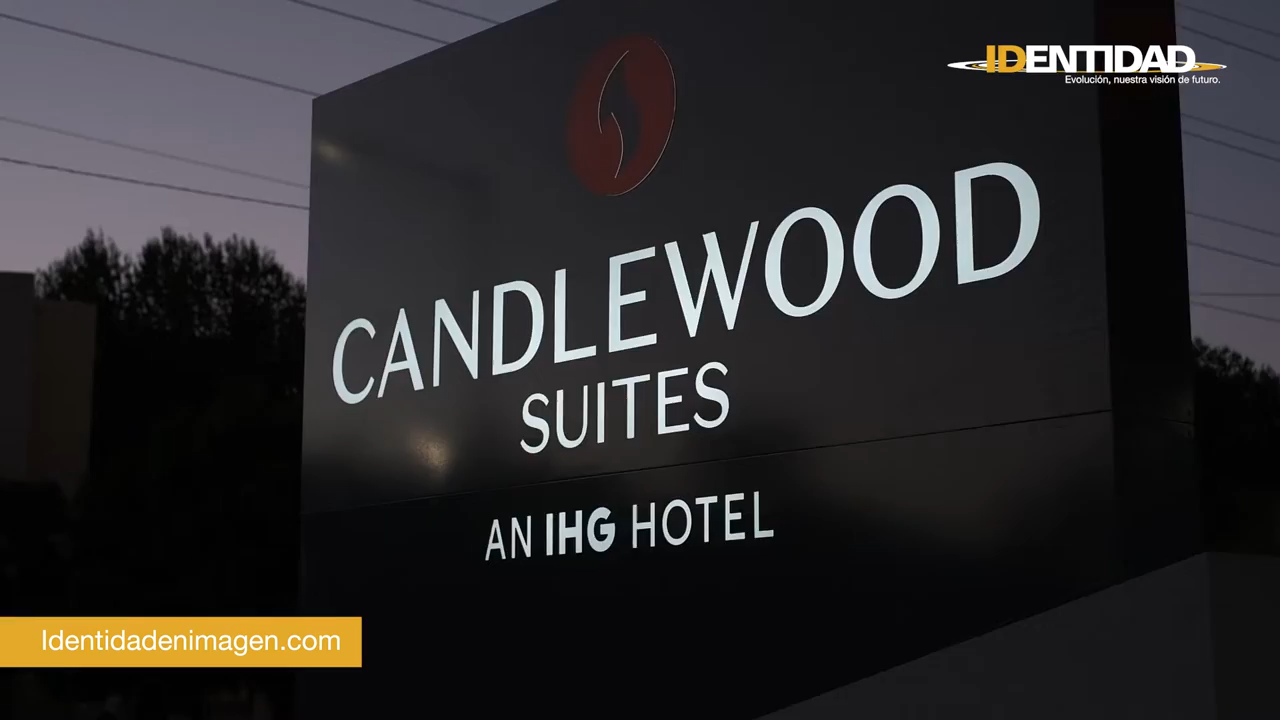 IDENTIDAD
Evolución, nuestra visión de futuro.
CANDLEWOOD
SUITES
AN IHG HOTEL
Identidadenimagen.com